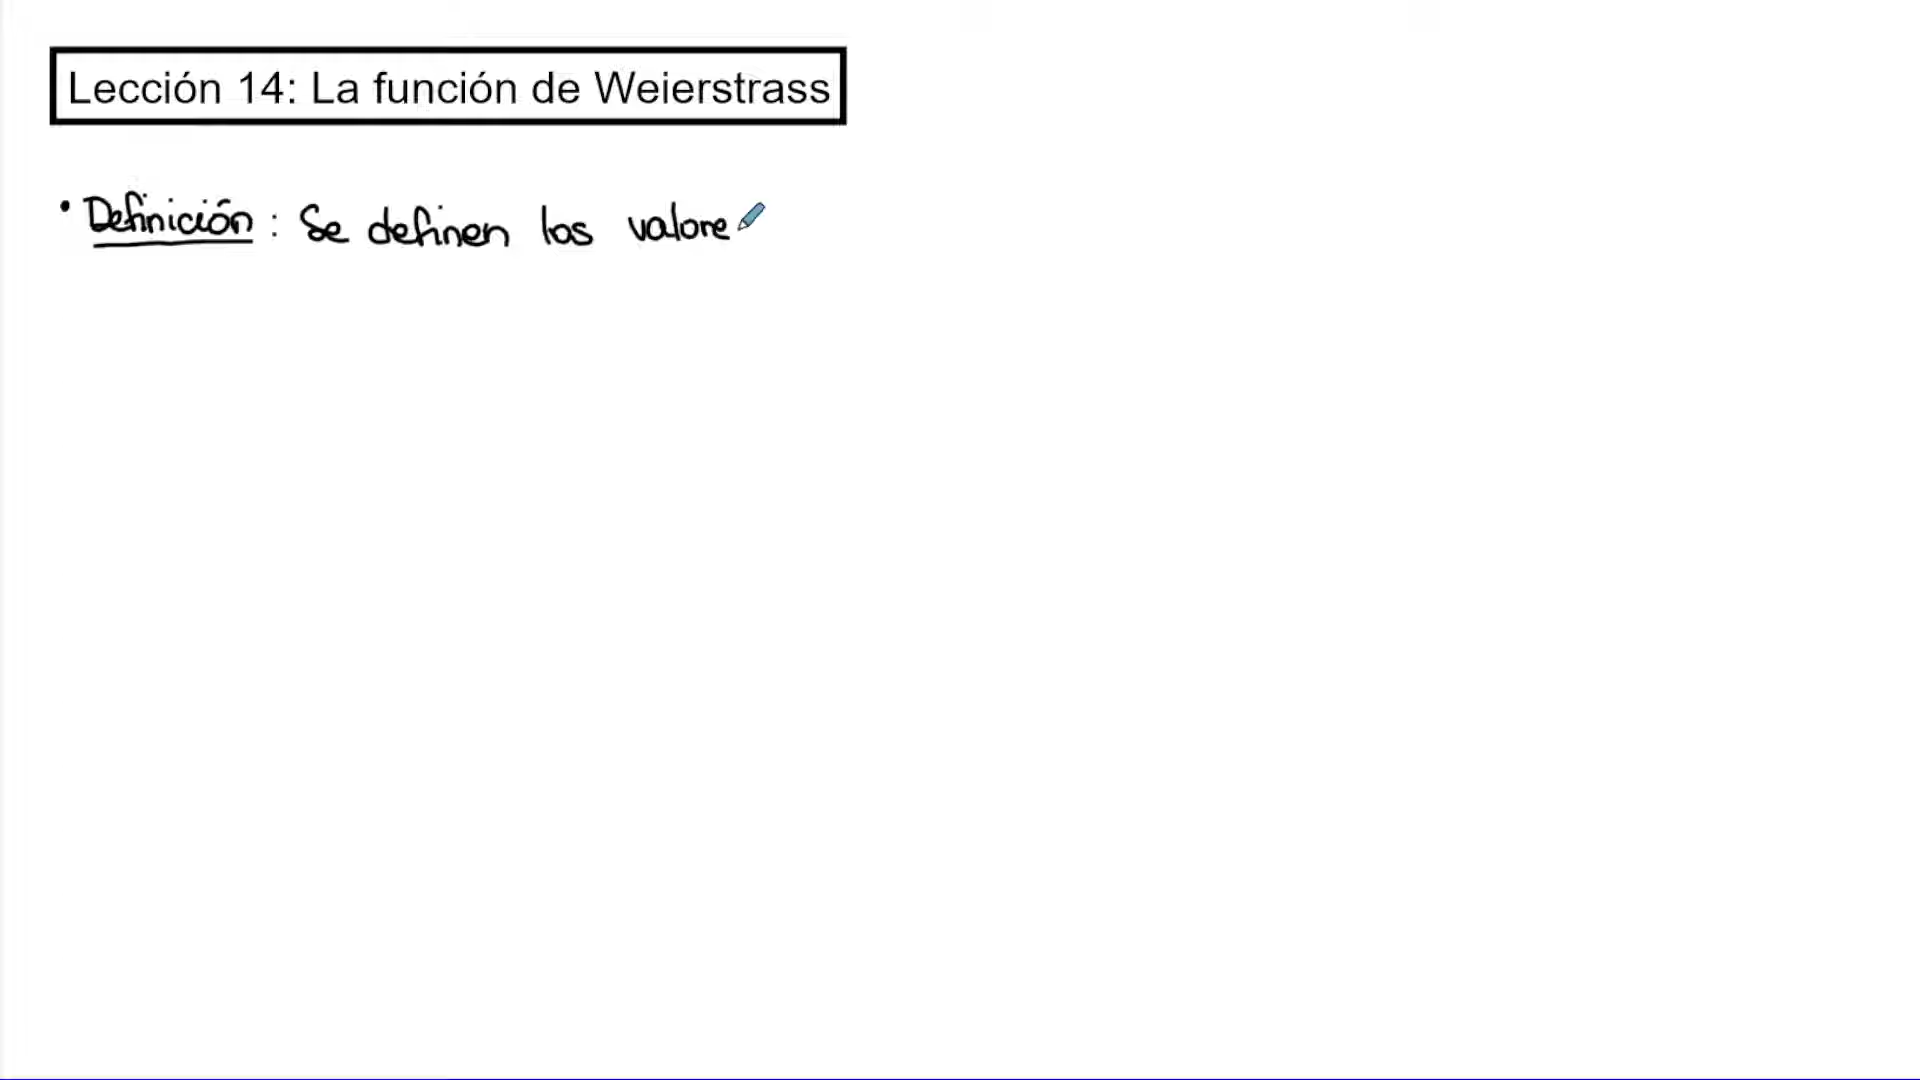 Lección 14: La función de Weierstrass
• Definición: Se definen los valore